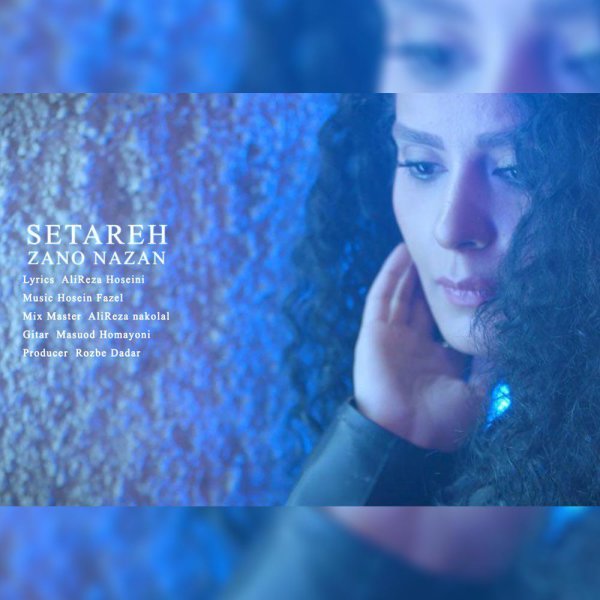 SETAREH
ZANO NAZAN
Lyrics AliReza Hoseini
Music Hosein Fazel
Mix Master AliReza nakolal
Gitar Masuod Homayoni
Producer Rozbe Dadar